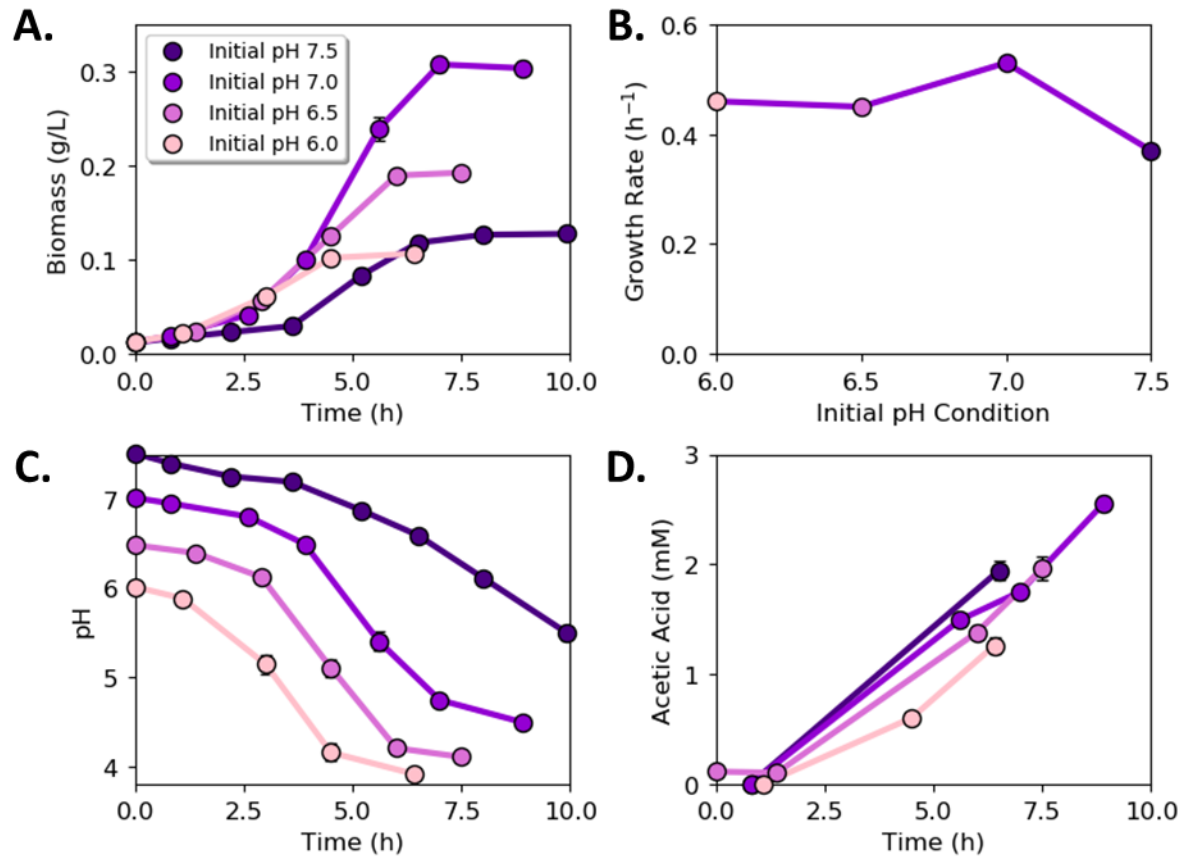 A.
Initial pH 7.5
Initial pH 7.0
Initial pH 6.5
Initial pH 6.0
0.3
0.2
0.1
0.0
Biomass (g/L)
0.0 2.5 5.0 7.5 10.0
Time (h)
B.
0.6
0.4
0.2
0.0
Growth Rate (h⁻¹)
6.0 6.5 7.0 7.5
Initial pH Condition
C.
7
6
5
4
pH
0.0 2.5 5.0 7.5 10.0
Time (h)
D.
3
2
1
0
Acetic Acid (mM)
0.0 2.5 5.0 7.5 10.0
Time (h)